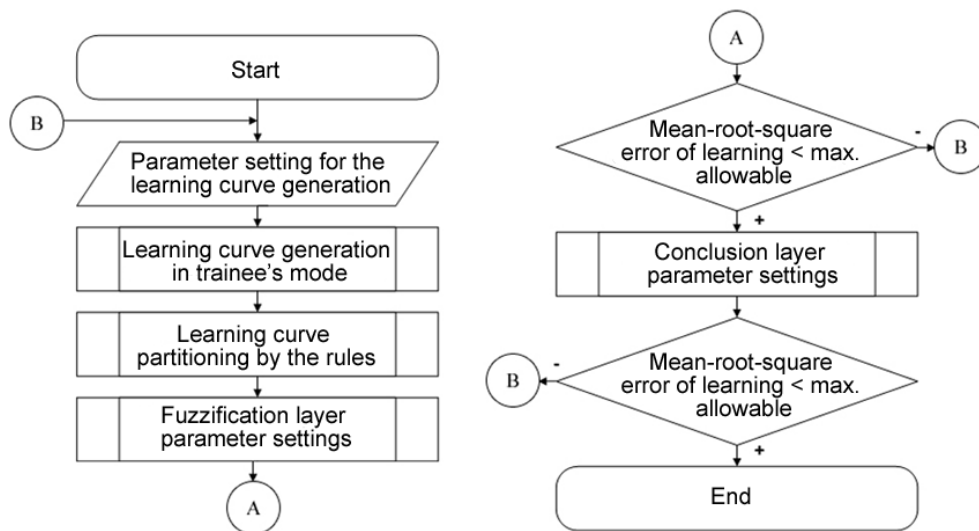 Start
B
Parameter setting for the
learning curve generation
Learning curve generation
in trainee's mode
Learning curve
partitioning by the rules
Fuzzification layer
parameter settings
A
A
Mean-root-square
error of learning < max.
allowable
-
B
+
Conclusion layer
parameter settings
Mean-root-square
error of learning < max.
allowable
-
B
+
End